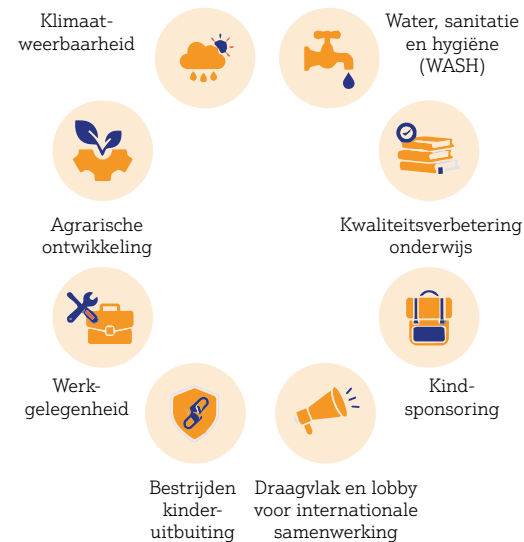 Klimaat-
weerbaarheid
Water, sanitatie
en hygiëne
(WASH)
Agrarische
ontwikkeling
Kwaliteitsverbetering
onderwijs
Werk-
gelegenheid
Kind-
sponsoring
Bestrijden
kinder-
uitbuiting
Draagvlak en lobby
voor internationale
samenwerking